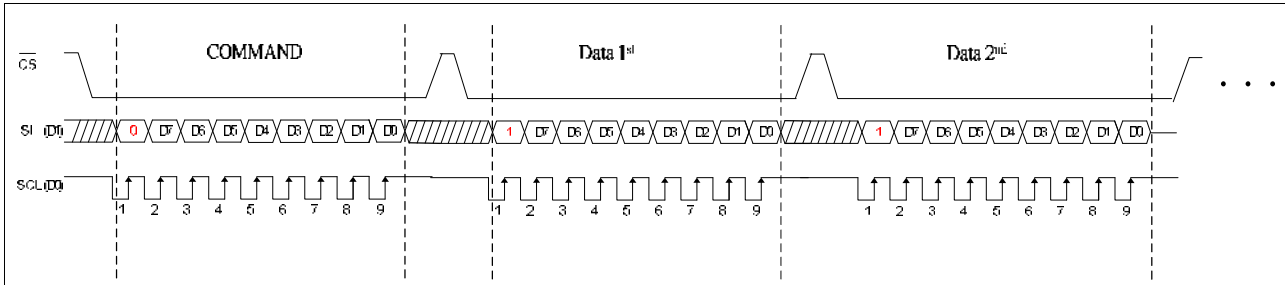 COMMAND Data 1st Data 2nd
CS
SI (D1) 0 D7 D6 D5 D4 D3 D2 D1 D0 1 D7 D6 D5 D4 D3 D2 D1 D0 1 D7 D6 D5 D4 D3 D2 D1 D0
SCL(D0)
1 2 3 4 5 6 7 8 9 1 2 3 4 5 6 7 8 9 1 2 3 4 5 6 7 8 9